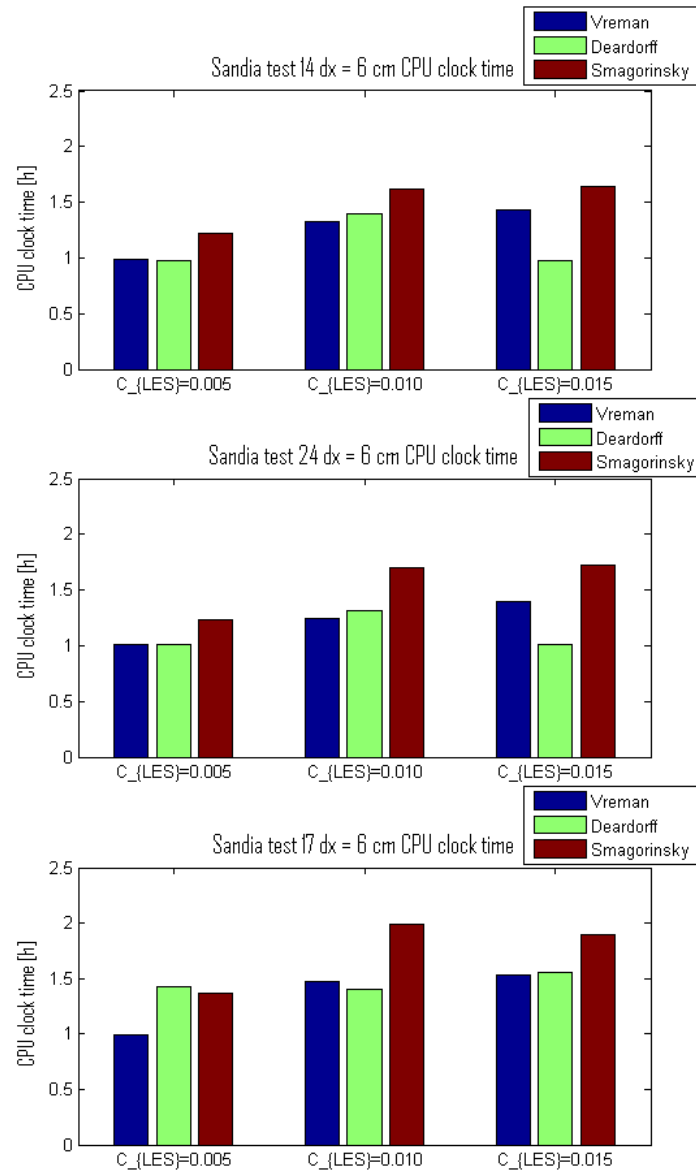 Vreman
Deardorff
Smagorinsky
Sandia test 14 dx = 6 cm CPU clock time
2.5
2
1.5
1
0.5
0
CPU clock time [h]
C_{LES}=0.005 C_{LES}=0.010 C_{LES}=0.015
Vreman
Deardorff
Smagorinsky
Sandia test 24 dx = 6 cm CPU clock time
2.5
2
1.5
1
0.5
0
CPU clock time [h]
C_{LES}=0.005 C_{LES}=0.010 C_{LES}=0.015
Vreman
Deardorff
Smagorinsky
Sandia test 17 dx = 6 cm CPU clock time
2.5
2
1.5
1
0.5
0
CPU clock time [h]
C_{LES}=0.005 C_{LES}=0.010 C_{LES}=0.015